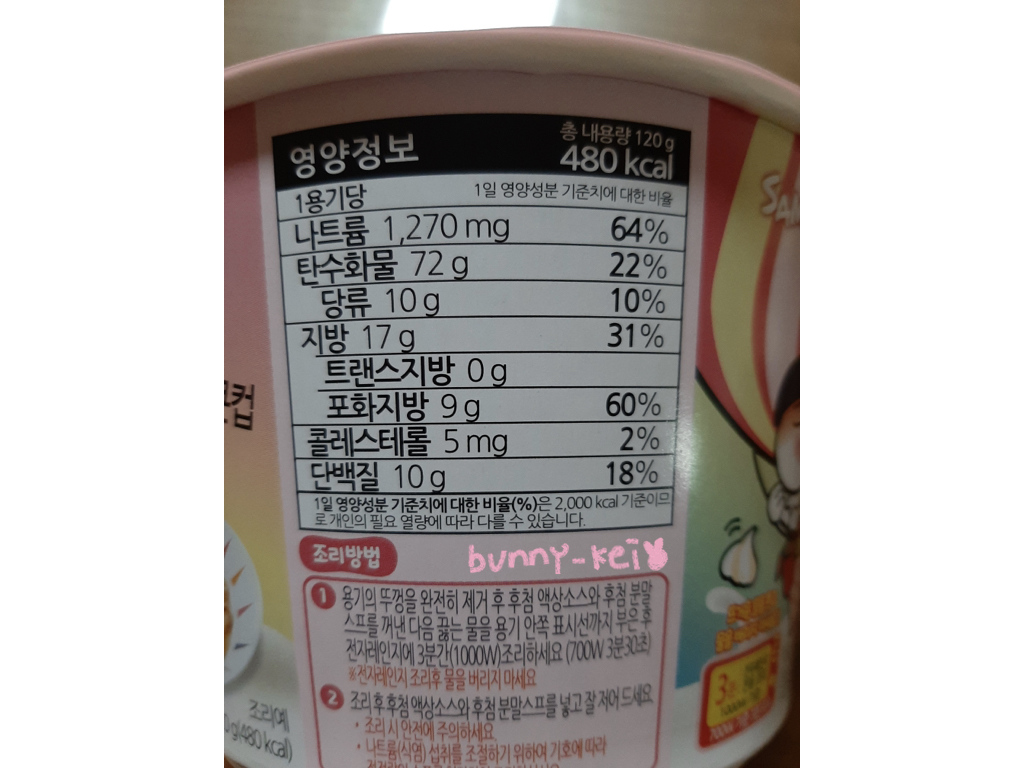 총 내용량 120 g
영양정보 480 kcal
1용기당 1일 영양성분 기준치에 대한 비율
나트륨 1,270 mg 64%
탄수화물 72 g 22%
당류 10 g 10%
지방 17 g 31%
트랜스지방 0 g
포화지방 9 g 60%
콜레스테롤 5 mg 2%
단백질 10 g 18%
1일 영양성분 기준치에 대한 비율(%)은 2,000 kcal 기준이므
로 개인의 필요 열량에 따라 다를 수 있습니다.
조리방법
bunny-kei
1 용기의 뚜껑을 완전히 제거 후 후첨 액상소스와 후첨 분말
스프를 꺼낸 다음 끓는 물을 용기 안쪽 표시선까지 부은 후
전자레인지에 3분간(1000W)조리하세요 (700W 3분30초)
※전자레인지 조리후 물을 버리지 마세요
2 조리 후 후첨 액상소스와 후첨 분말스프를 넣고 잘 저어 드세요
• 조리 시 안전에 주의하세요
• 나트륨(식염) 섭취를 조절하기 위하여 기호에 따라
컵
조리예
0 g(480 kcal)